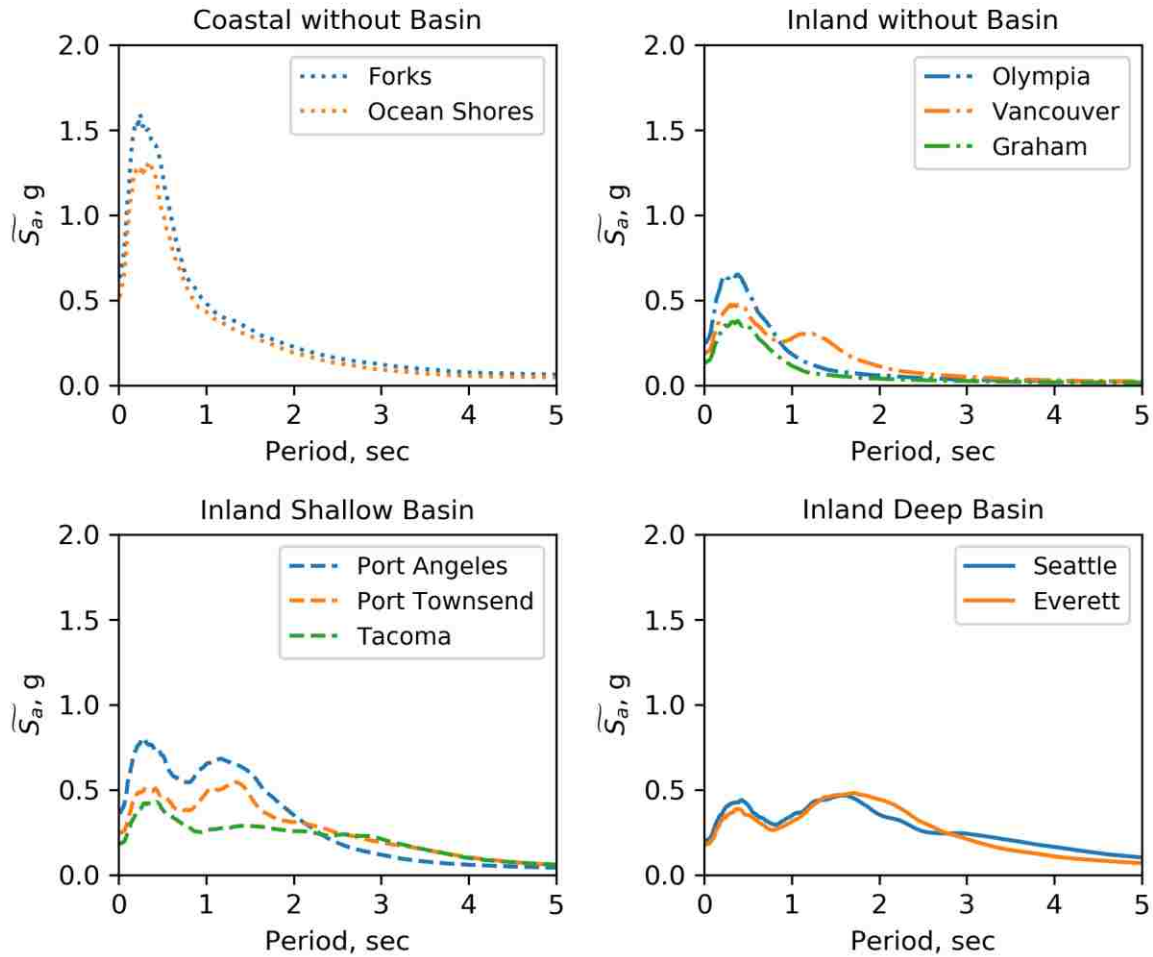 Coastal without Basin
2.0
1.5
1.0
0.5
0.0
S̃a, g
Forks
Ocean Shores
0 1 2 3 4 5
Period, sec
Inland without Basin
2.0
1.5
1.0
0.5
0.0
S̃a, g
Olympia
Vancouver
Graham
0 1 2 3 4 5
Period, sec
Inland Shallow Basin
2.0
1.5
1.0
0.5
0.0
S̃a, g
Port Angeles
Port Townsend
Tacoma
0 1 2 3 4 5
Period, sec
Inland Deep Basin
2.0
1.5
1.0
0.5
0.0
S̃a, g
Seattle
Everett
0 1 2 3 4 5
Period, sec